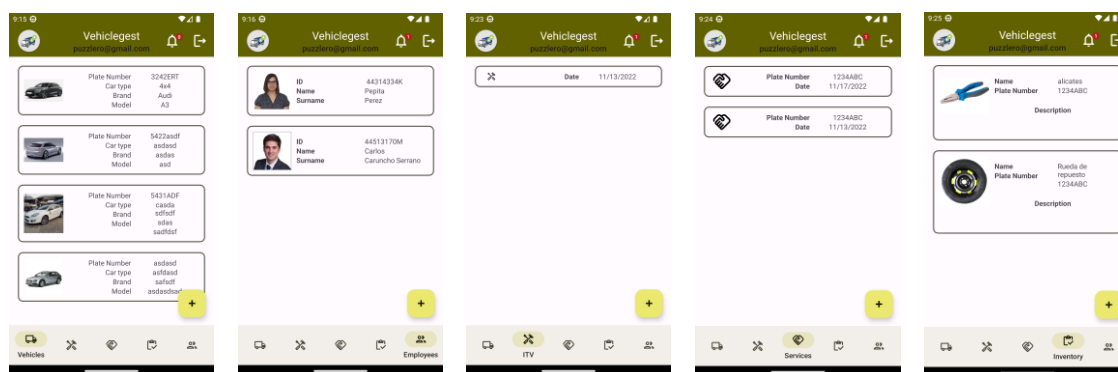 9:15
Vehiclegest
puzzlero@gmail.com
Plate Number 3242ERT
Car type 4x4
Brand Audi
Model A3
Plate Number 5422asdf
Car type asdasd
Brand asdas
Model asd
Plate Number 5431ADF
Car type casda
Brand sdfsdf
Model sdas
sadfdsf
Plate Number asdasd
Car type asfdasd
Brand safsdf
Model asdasdsad
+
Vehicles
9:16
Vehiclegest
puzzlero@gmail.com
ID 44314334K
Name Pepita
Surname Perez
ID 44513170M
Name Carlos
Surname Caruncho Serrano
+
Employees
9:23
Vehiclegest
puzzlero@gmail.com
Date 11/13/2022
+
ITV
9:24
Vehiclegest
puzzlero@gmail.com
Plate Number 1234ABC
Date 11/17/2022
Plate Number 1234ABC
Date 11/13/2022
+
Services
9:25
Vehiclegest
puzzlero@gmail.com
Name alicates
Plate Number 1234ABC
Description
Name Rueda de
Plate Number repuesto
1234ABC
Description
+
Inventory